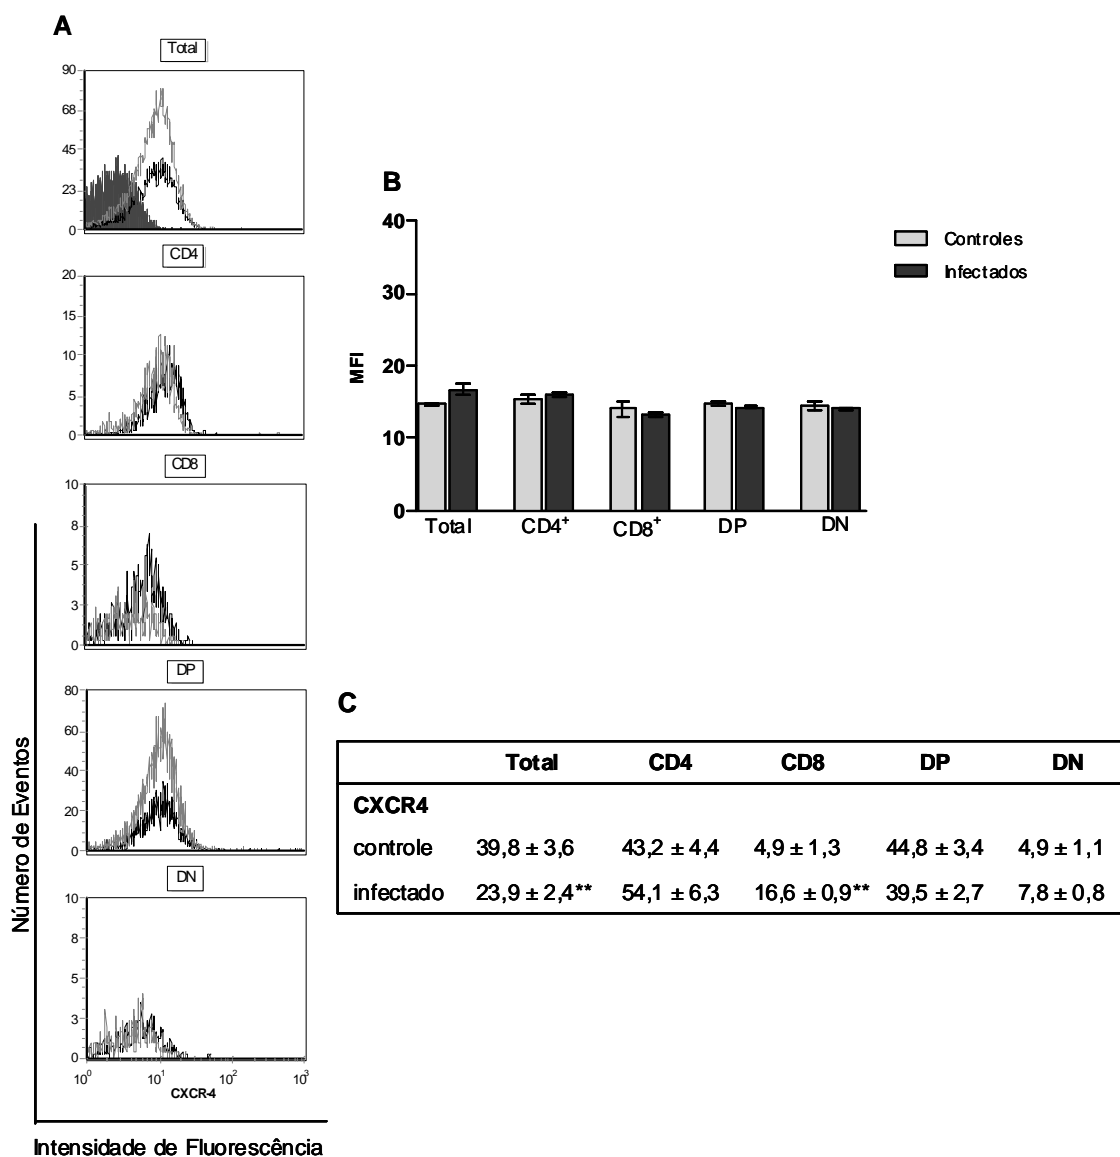 A
Total
90
68
45
23
0
CD4
20
15
10
5
0
CD8
10
8
5
3
0
DP
80
60
40
20
0
DN
10
8
5
3
0
10⁰ 10¹ 10² 10³
CXCR-4
Número de Eventos
Intensidade de Fluorescência
B
40
30
20
10
0
MFI
Total CD4⁺ CD8⁺ DP DN
Controles
Infectados
C
Total CD4 CD8 DP DN
CXCR4
controle 39,8 ± 3,6 43,2 ± 4,4 4,9 ± 1,3 44,8 ± 3,4 4,9 ± 1,1
infectado 23,9 ± 2,4** 54,1 ± 6,3 16,6 ± 0,9** 39,5 ± 2,7 7,8 ± 0,8